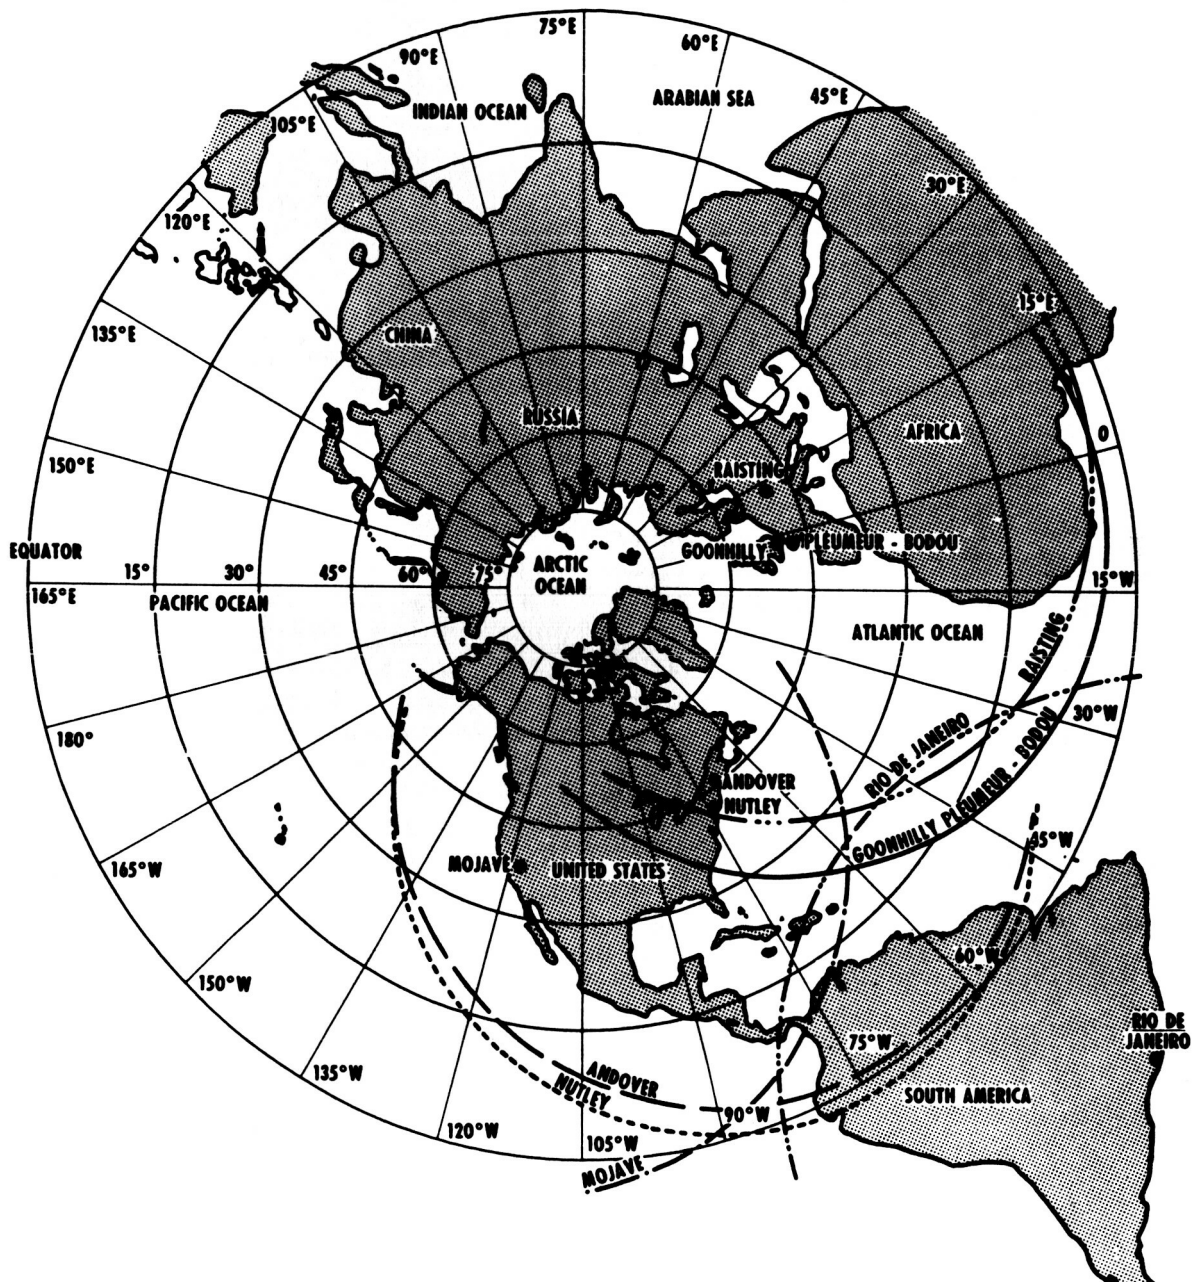 75°E
60°E
90°E
ARABIAN SEA
45°E
INDIAN OCEAN
105°E
30°E
120°E
15°E
135°E
CHINA
RUSSIA
AFRICA
0
150°E
RAISTING
EQUATOR
GOONHILLY
PLEUMEUR - BODOU
ARCTIC
OCEAN
15°
30°
45°
60°
75°
15°W
165°E
PACIFIC OCEAN
ATLANTIC OCEAN
RAISTING
30°W
180°
RIO DE JANEIRO
GOONHILLY PLEUMEUR - BODOU
ANDOVER
NUTLEY
45°W
165°W
MOJAVE
UNITED STATES
60°W
150°W
RIO DE
JANEIRO
75°W
135°W
ANDOVER
NUTLEY
SOUTH AMERICA
90°W
120°W
105°W
MOJAVE